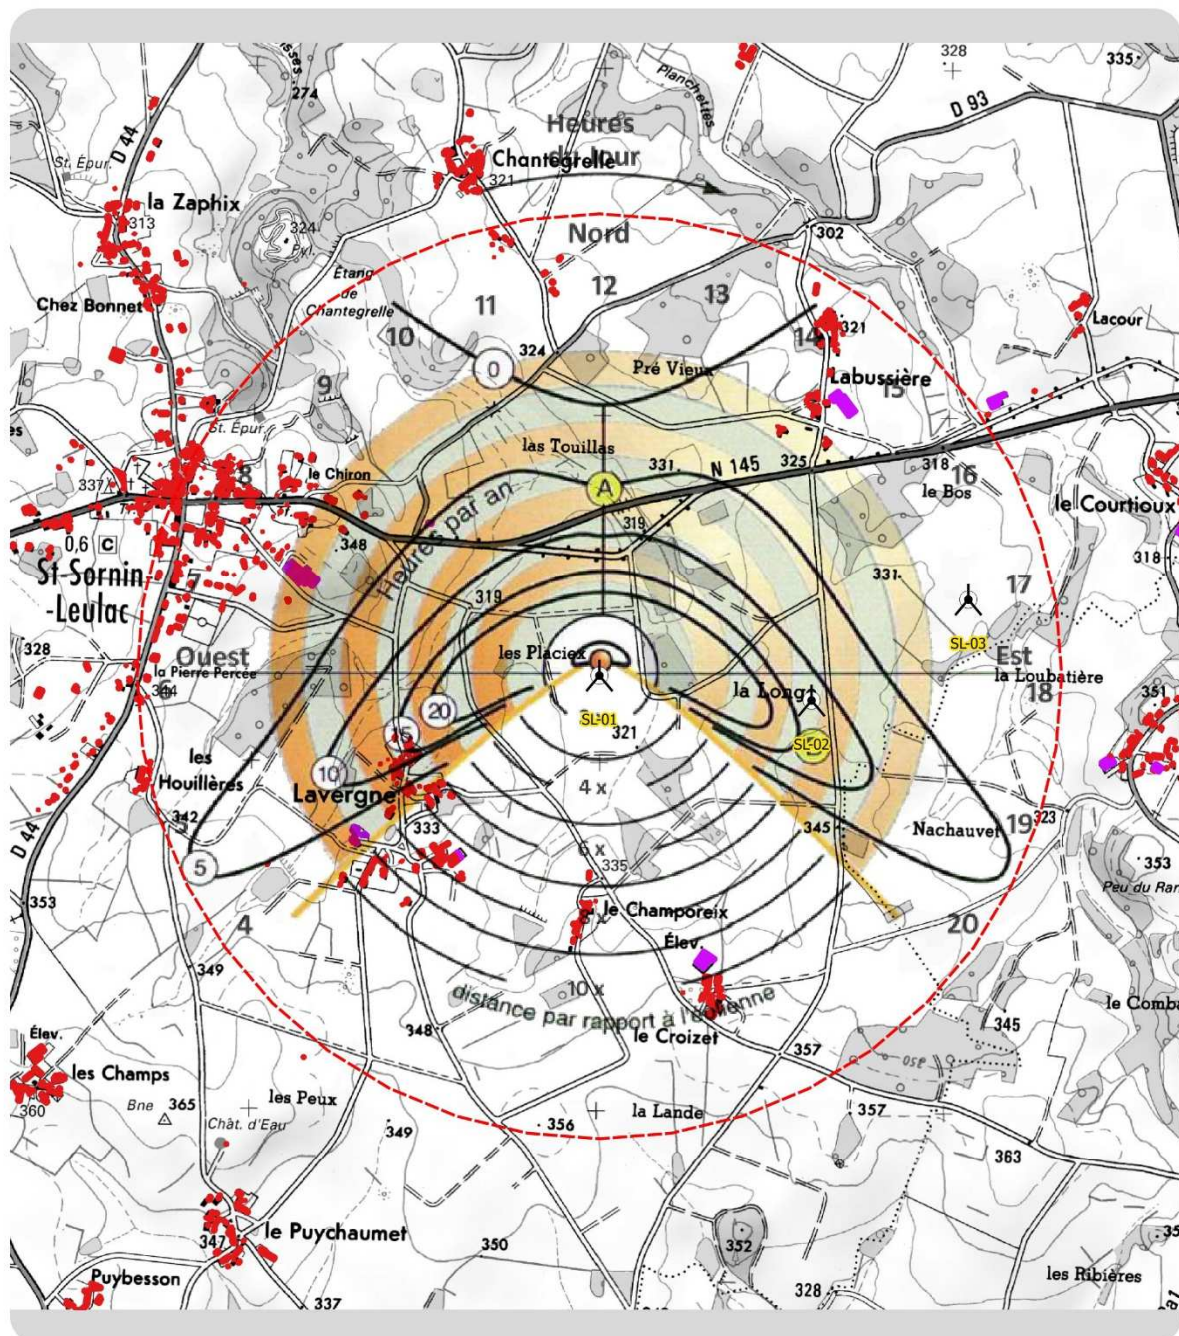 274
Planchettes
328
335
D 93
D 44
St. Épur.
Heures
du Jour
Chantegrelle
321
la Zaphix
313
324
Nord
302
Étang
de
Chantegrelle
Chez Bonnet
11
12
13
10
14
321
Lacour
324
0
Pré Vieux
Labussière
15
9
St. Épur.
las Touillas
331
N 145
325
318
16
le Bos
8
le Chiron
337
A
le Courtioux
Heures par an
319
0,6
C
348
St Sornin-
-Leulac
7
331
318
17
319
328
SL-03
Ouest
les Placiex
Est
la Pierre Percée
la Loubatière
6
344
la Long
18
351
20
SL-01
321
15
SL-02
les
Houillères
10
Lavergne
4 x
342
333
345
Nachauvet
19
323
D 44
5
6 x
335
353
Peu du Ran
353
4
le Champoreix
8 x
20
Élev.
349
10 x
distance par rapport à l'éolienne
le Comba
348
le Croizet
345
Élev.
les Champs
357
360
Bne
365
les Peux
la Lande
357
Chât. d'Eau
349
356
363
347
le Puychaumet
350
352
Puybesson
les Ribières
337
328